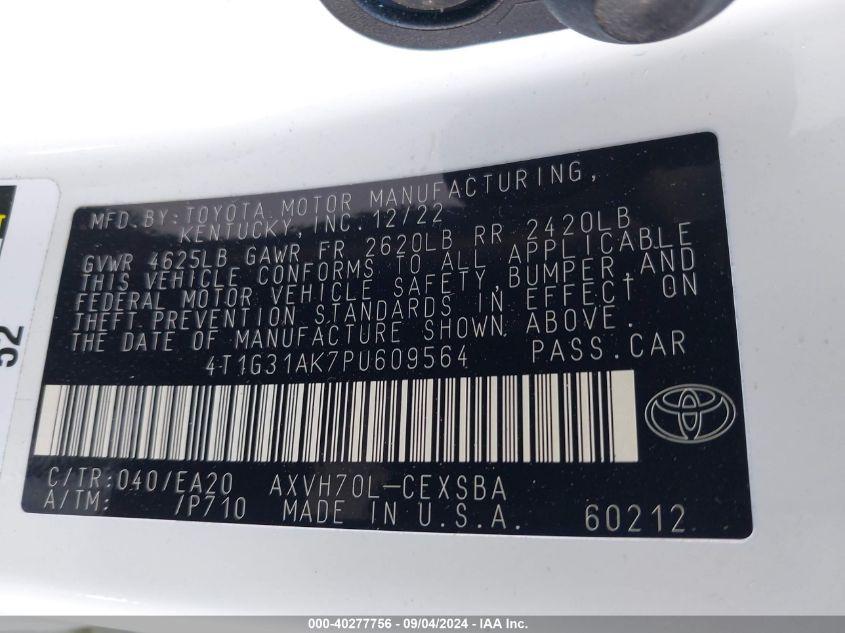 MFD.BY:TOYOTA MOTOR MANUFACTURING,
KENTUCKY, INC. 12/22
GVWR 4625LB GAWR FR 2620LB RR 2420LB
THIS VEHICLE CONFORMS TO ALL APPLICABLE
FEDERAL MOTOR VEHICLE SAFETY,BUMPER,AND
THEFT PREVENTION STANDARDS IN EFFECT ON
THE DATE OF MANUFACTURE SHOWN ABOVE.
4T1G31AK7PU609564 PASS.CAR
C/TR:040/EA20 AXVH70L-CEXSBA
A/TM: /P710 MADE IN U.S.A. 60212
52
000-40277756 - 09/04/2024 - IAA Inc.